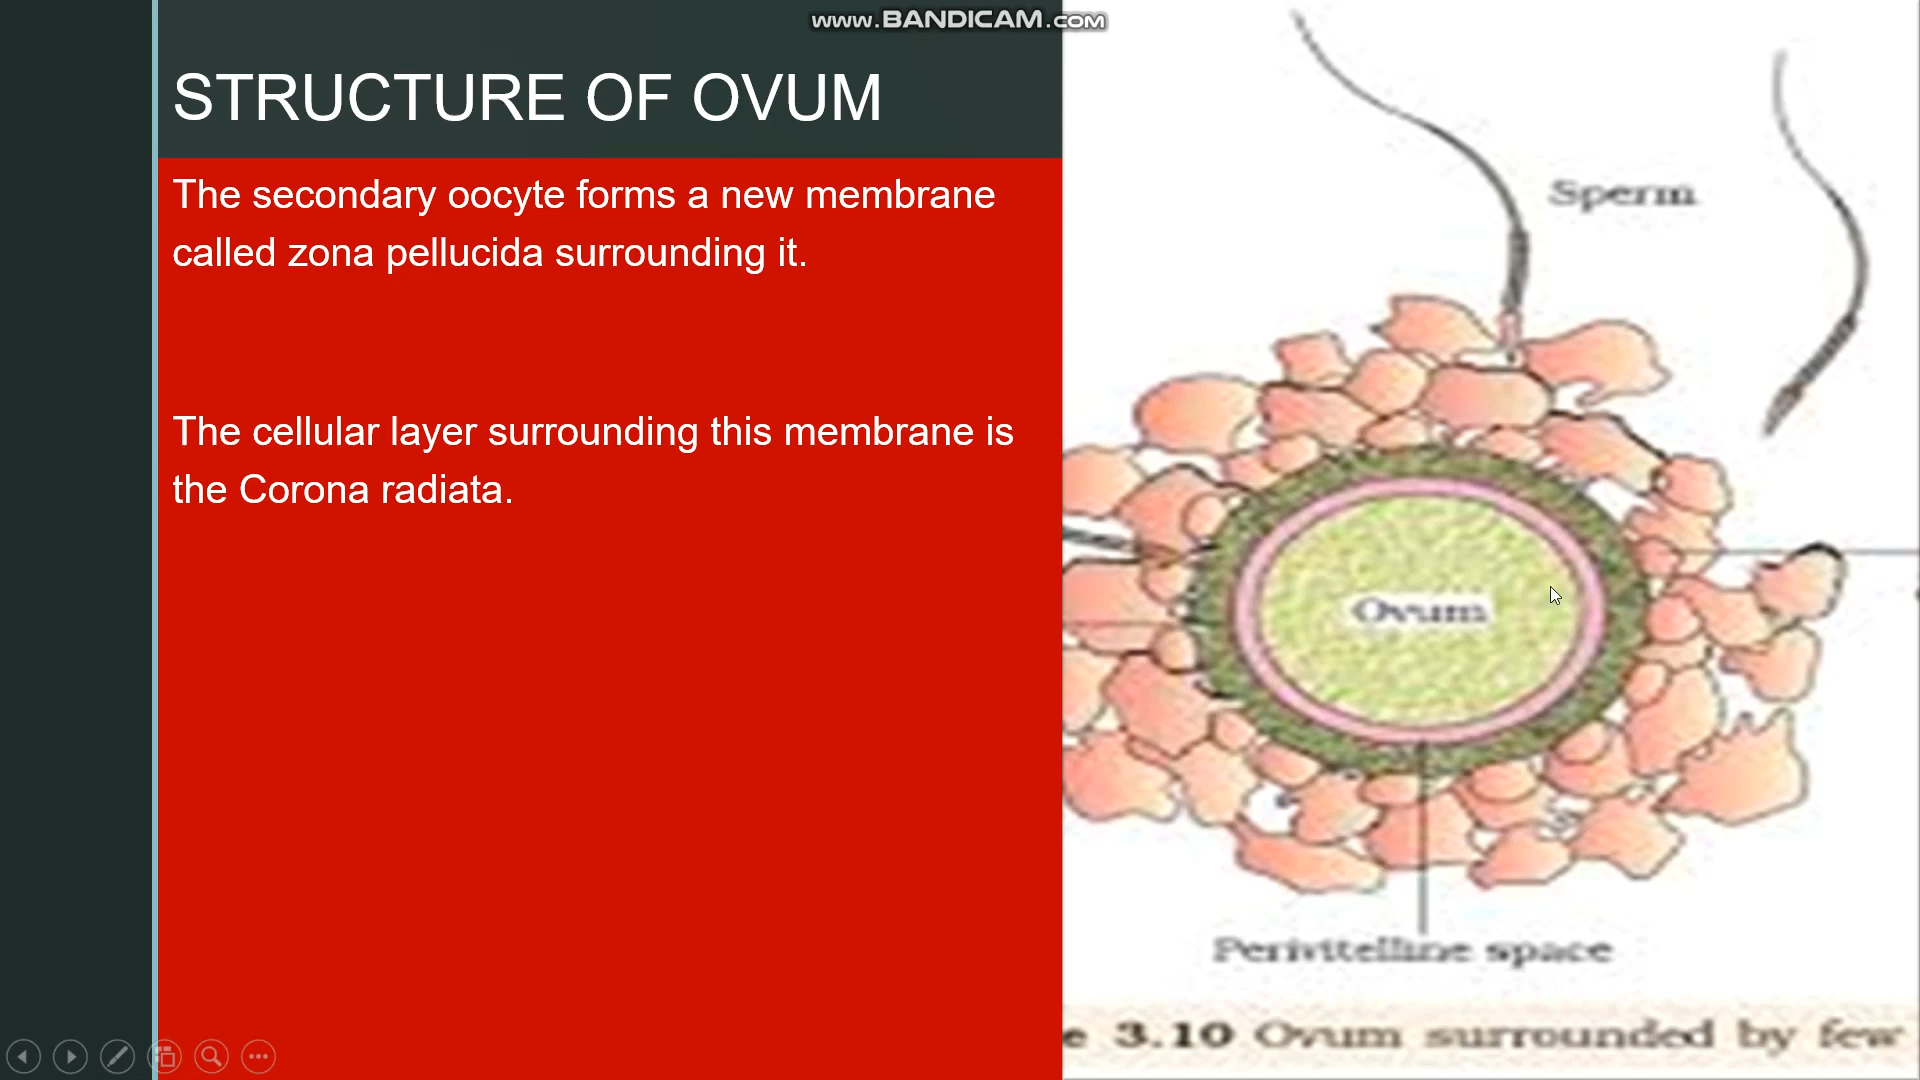 www.BANDICAM.com
STRUCTURE OF OVUM
The secondary oocyte forms a new membrane
called zona pellucida surrounding it.
The cellular layer surrounding this membrane is
the Corona radiata.
Sperm
Ovum
Perivitelline space
e 3.10 Ovum surrounded by few